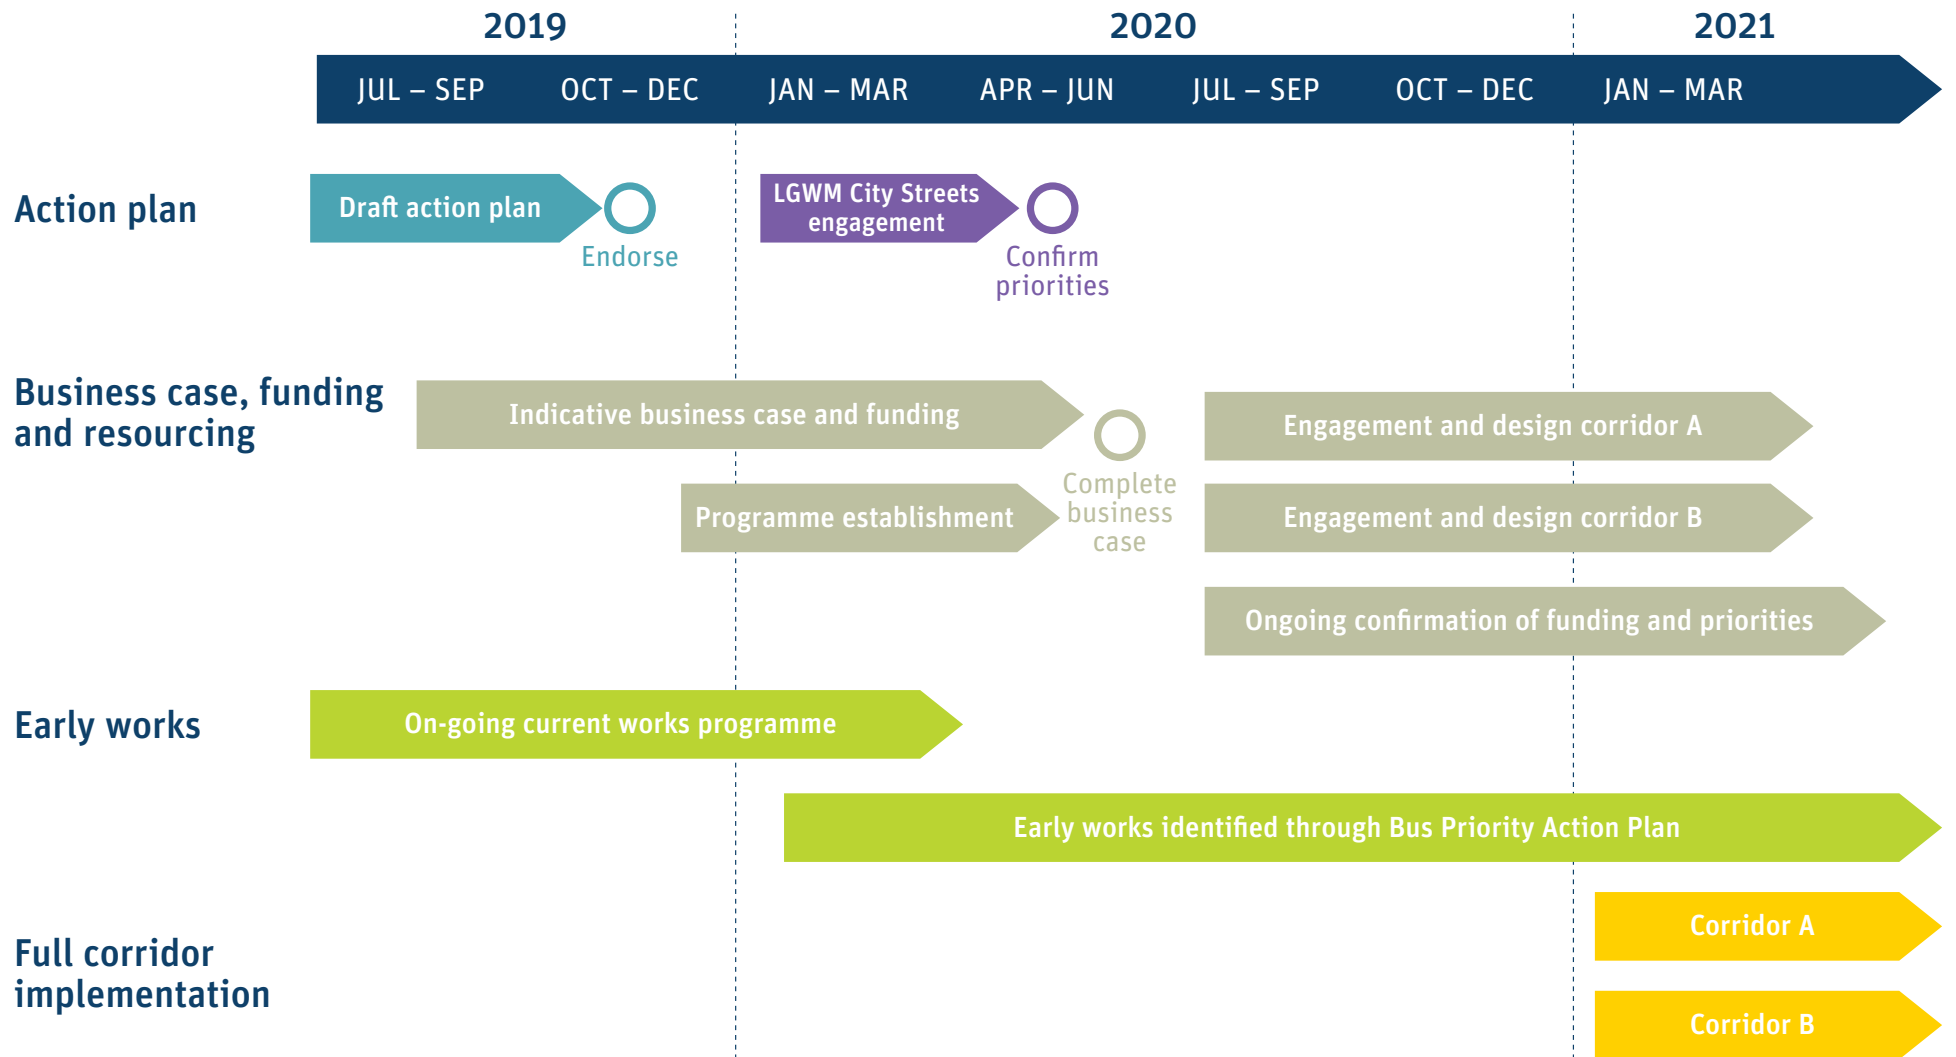 2019
2020
2021
JUL – SEP
OCT – DEC
JAN – MAR
APR – JUN
JUL – SEP
OCT – DEC
JAN – MAR
Action plan
Draft action plan
Endorse
LGWM City Streets
engagement
Confirm
priorities
Business case, funding
and resourcing
Indicative business case and funding
Programme establishment
Complete
business
case
Engagement and design corridor A
Engagement and design corridor B
Ongoing confirmation of funding and priorities
Early works
On-going current works programme
Early works identified through Bus Priority Action Plan
Full corridor
implementation
Corridor A
Corridor B